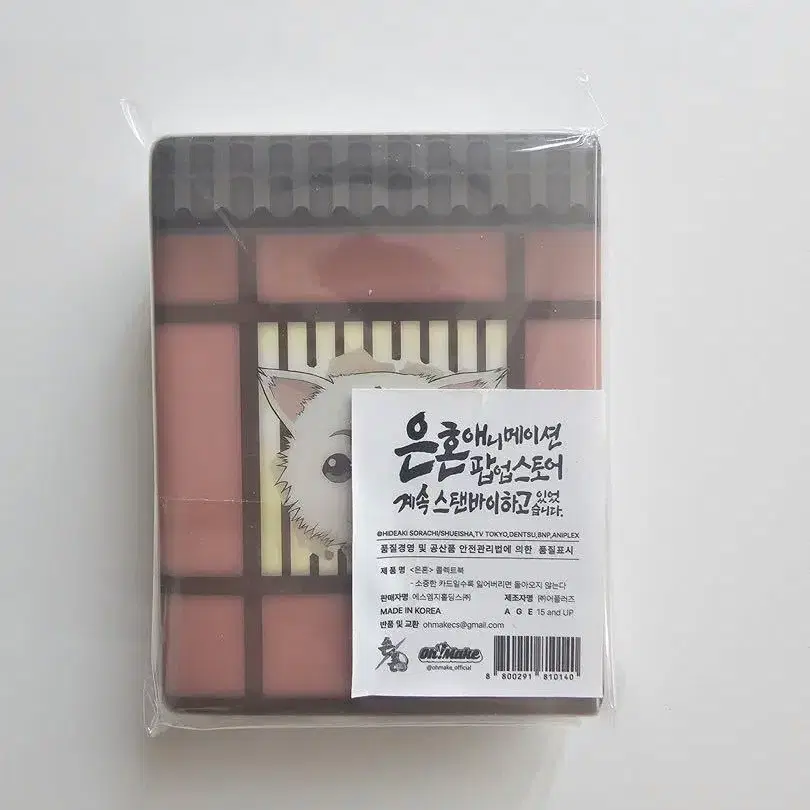 은혼 애니메이션
팝업스토어
계속 스탠바이하고 있었습니다.
©HIDEAKI SORACHI/SHUEISHA,TV TOKYO,DENTSU,BNP,ANIPLEX
품질경영 및 공산품 안전관리법에 의한 품질표시
제 품 명 <은혼> 콜렉트북
- 소중한 카드일수록 잃어버리면 돌아오지 않는다
판매자명 에스엠지홀딩스㈜ 제조자명 ㈜어플러즈
MADE IN KOREA A G E 15 and UP
반품 및 교환 ohmakecs@gmail.com
Oh!Make
@ohmake_official
8 800291 810140